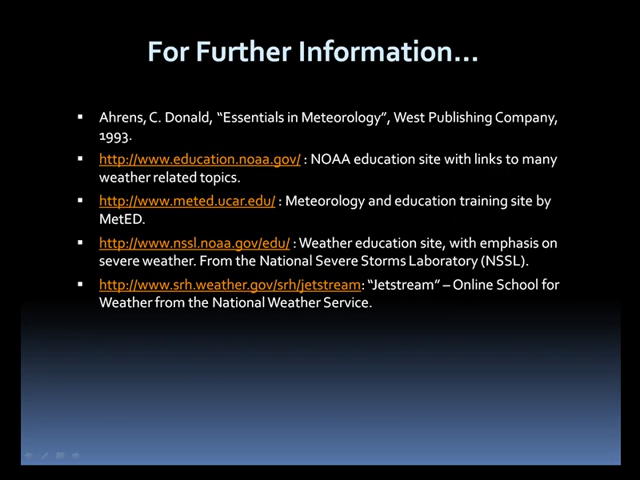 For Further Information...
▪ Ahrens, C. Donald, “Essentials in Meteorology”, West Publishing Company,
1993.
▪ http://www.education.noaa.gov/ : NOAA education site with links to many
weather related topics.
▪ http://www.meted.ucar.edu/ : Meteorology and education training site by
MetED.
▪ http://www.nssl.noaa.gov/edu/ : Weather education site, with emphasis on
severe weather. From the National Severe Storms Laboratory (NSSL).
▪ http://www.srh.weather.gov/srh/jetstream: “Jetstream” – Online School for
Weather from the National Weather Service.